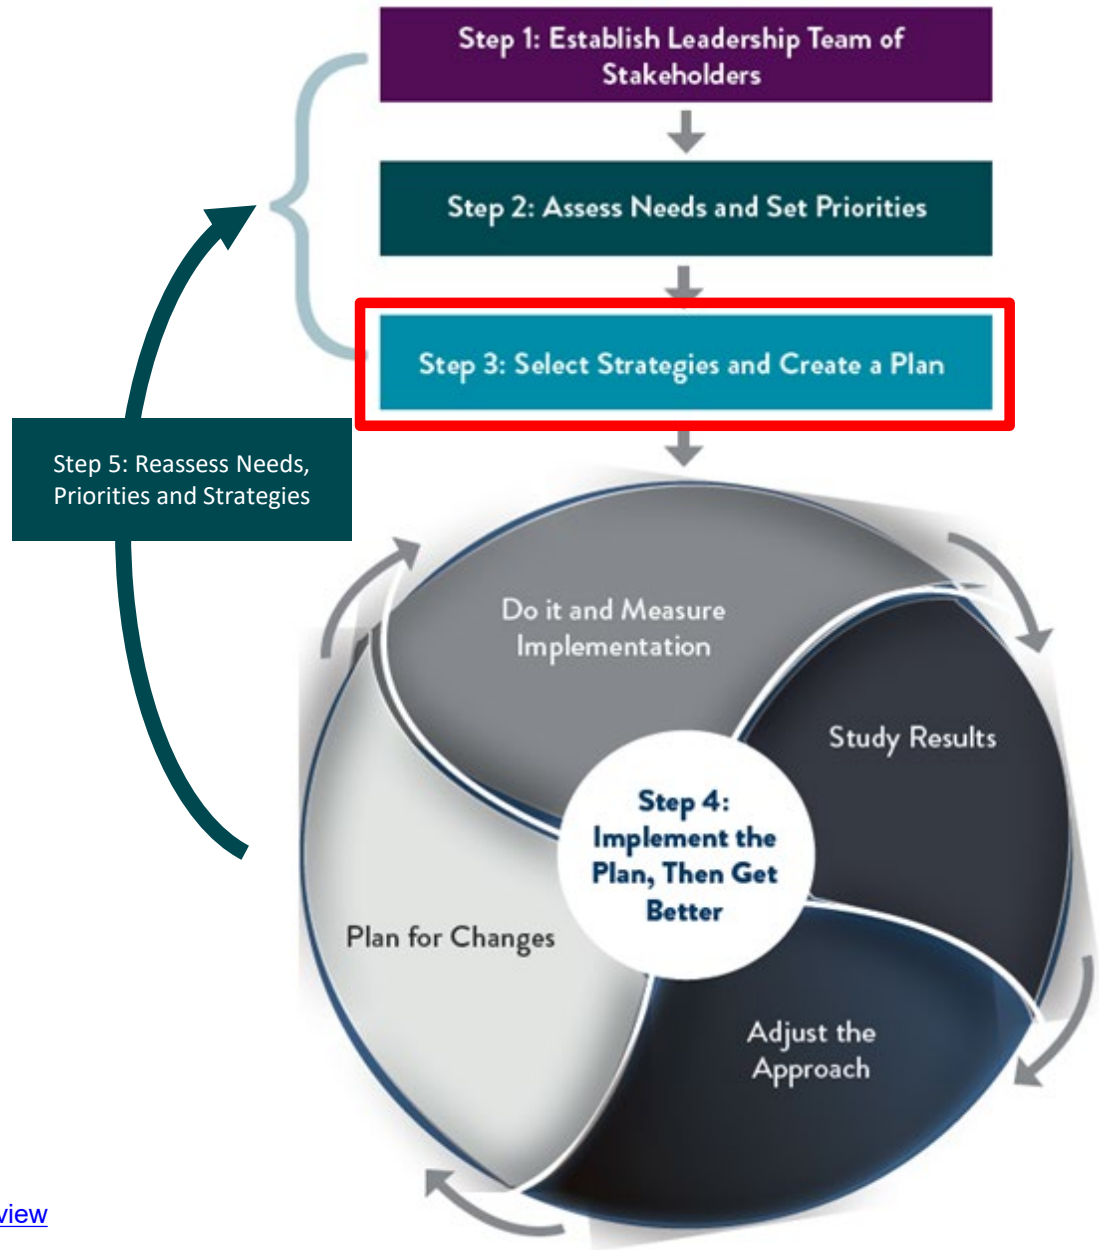 Step 1: Establish Leadership Team of
Stakeholders
Step 2: Assess Needs and Set Priorities
Step 3: Select Strategies and Create a Plan
Step 5: Reassess Needs,
Priorities and Strategies
Do it and Measure
Implementation
Study Results
Step 4:
Implement the
Plan, Then Get
Better
Plan for Changes
Adjust the
Approach
view